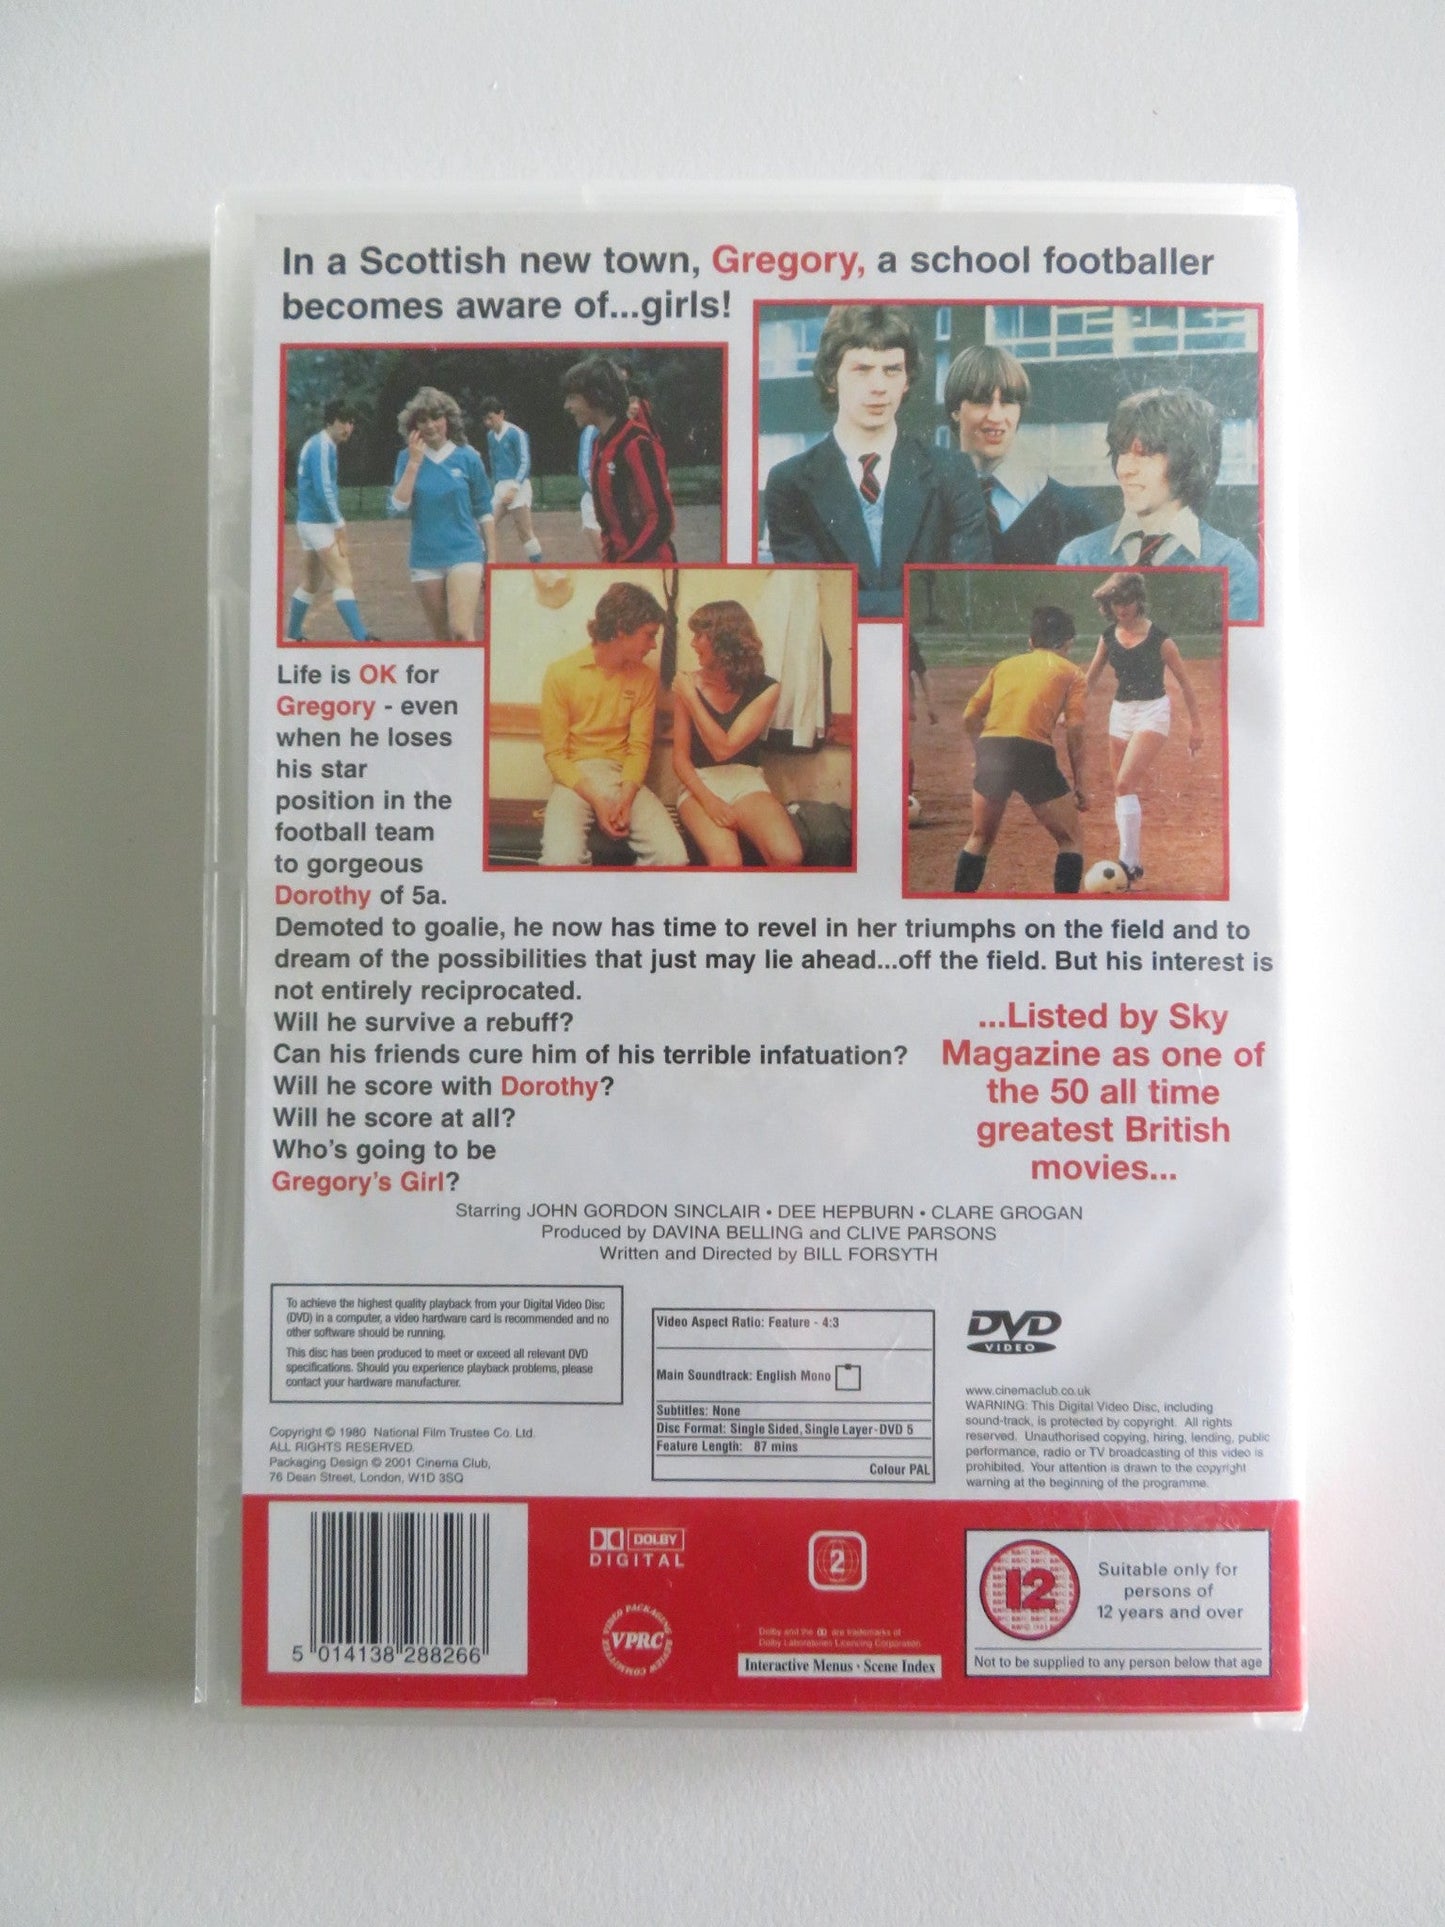 In a Scottish new town, Gregory, a school footballer
becomes aware of...girls!
Life is OK for
Gregory - even
when he loses
his star
position in the
football team
to gorgeous
Dorothy of 5a.
Demoted to goalie, he now has time to revel in her triumphs on the field and to
dream of the possibilities that just may lie ahead...off the field. But his interest is
not entirely reciprocated.
Will he survive a rebuff?
Can his friends cure him of his terrible infatuation?
Will he score with Dorothy?
Will he score at all?
Who's going to be
Gregory's Girl?
...Listed by Sky
Magazine as one of
the 50 all time
greatest British
movies...
Starring JOHN GORDON SINCLAIR • DEE HEPBURN • CLARE GROGAN
Produced by DAVINA BELLING and CLIVE PARSONS
Written and Directed by BILL FORSYTH
To achieve the highest quality playback from your Digital Video Disc
(DVD) in a computer, a video hardware card is recommended and no
other software should be running.
This disc has been produced to meet or exceed all relevant DVD
specifications. Should you experience playback problems, please
contact your hardware manufacturer.
Copyright © 1980 National Film Trustee Co. Ltd.
ALL RIGHTS RESERVED.
Packaging Design © 2001 Cinema Club,
76 Dean Street, London, W1D 3SQ
Video Aspect Ratio: Feature - 4:3
Main Soundtrack: English Mono
Subtitles: None
Disc Format: Single Sided, Single Layer-DVD 5
Feature Length: 87 mins
Colour PAL
DVD
VIDEO
www.cinemaclub.co.uk
WARNING: This Digital Video Disc, including
sound-track, is protected by copyright. All rights
reserved. Unauthorised copying, hiring, lending, public
performance, radio or TV broadcasting of this video is
prohibited. Your attention is drawn to the copyright
warning at the beginning of the programme.
5 014138 288266
DOLBY
DIGITAL
VIDEO PACKAGING
VPRC
REVIEW COMMITTEE
2
Dolby and the are trademarks of
Dolby Laboratories Licencing Corporation
Interactive Menus · Scene Index
12
Suitable only for
persons of
12 years and over
Not to be supplied to any person below that age